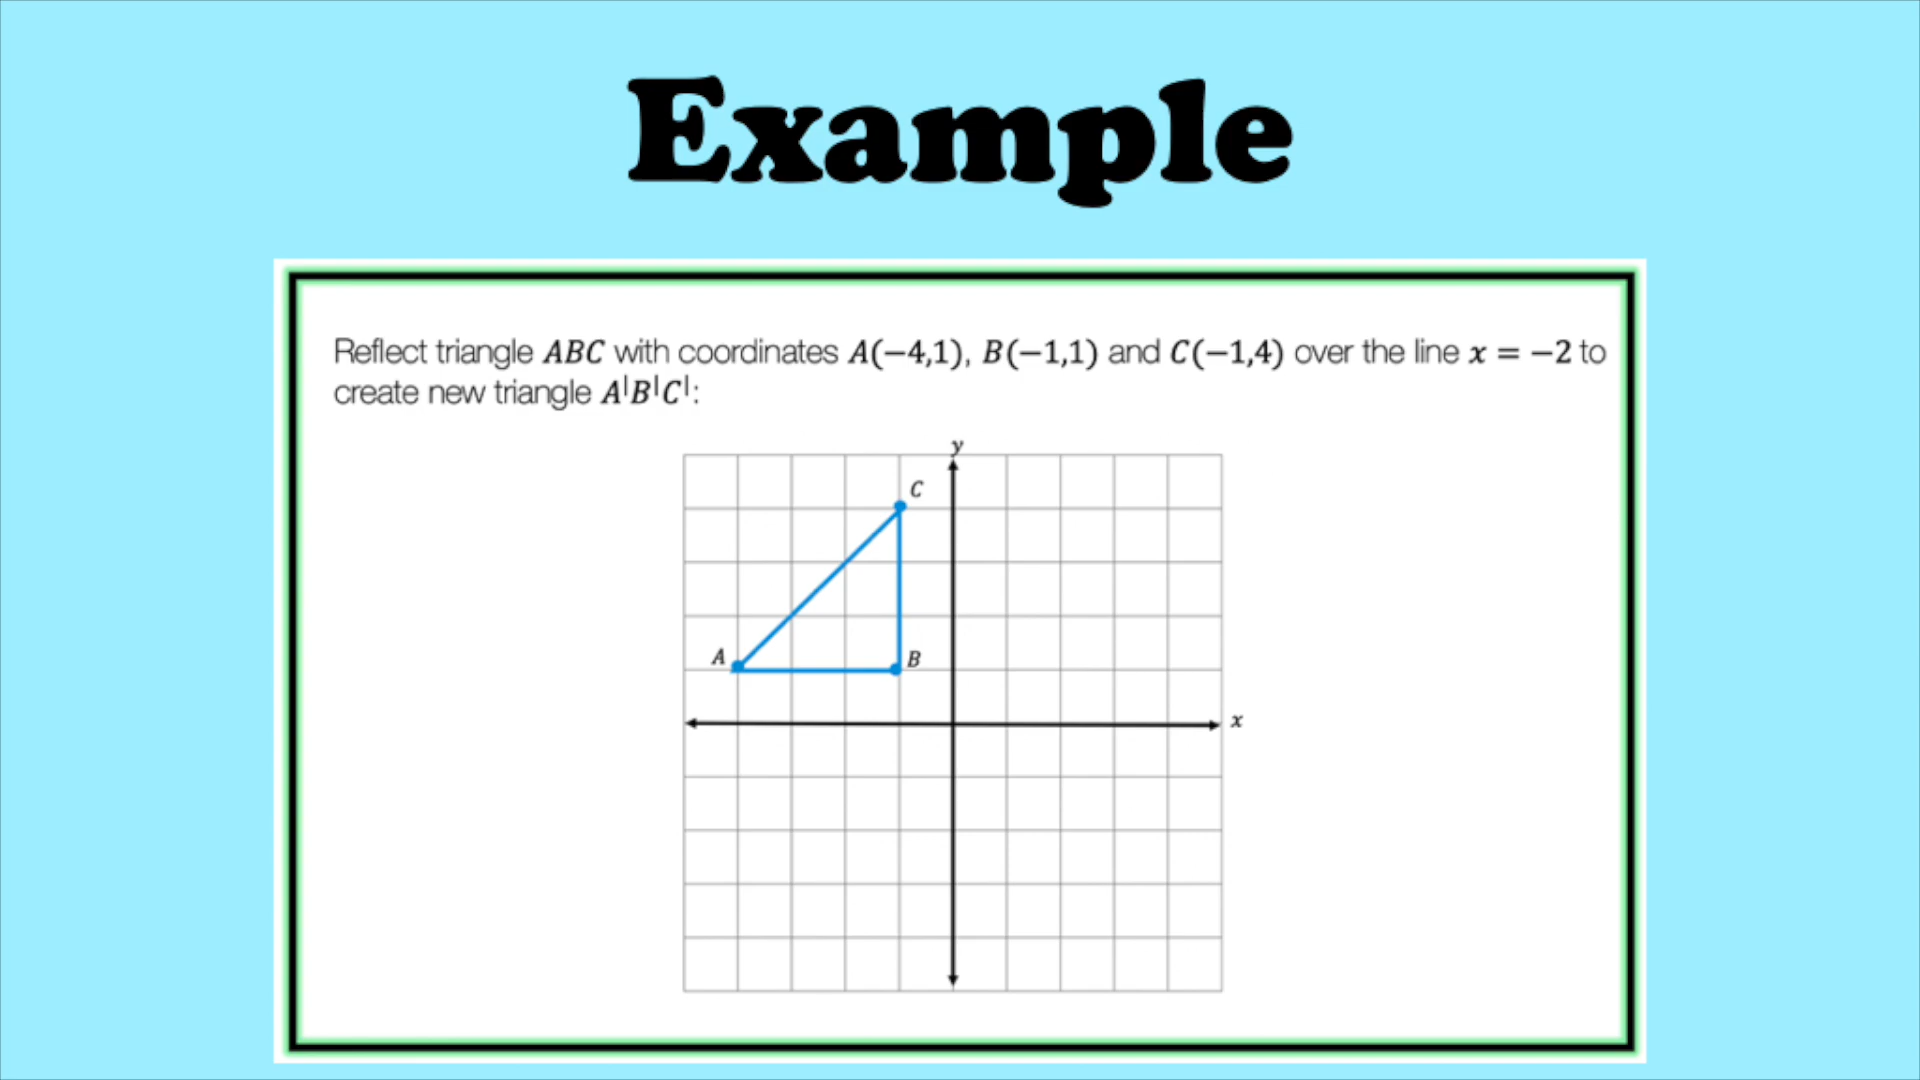 Example
Reflect triangle ABC with coordinates A(−4,1), B(−1,1) and C(−1,4) over the line x = −2 to
create new triangle A|B|C|:
y
C
A
B
x